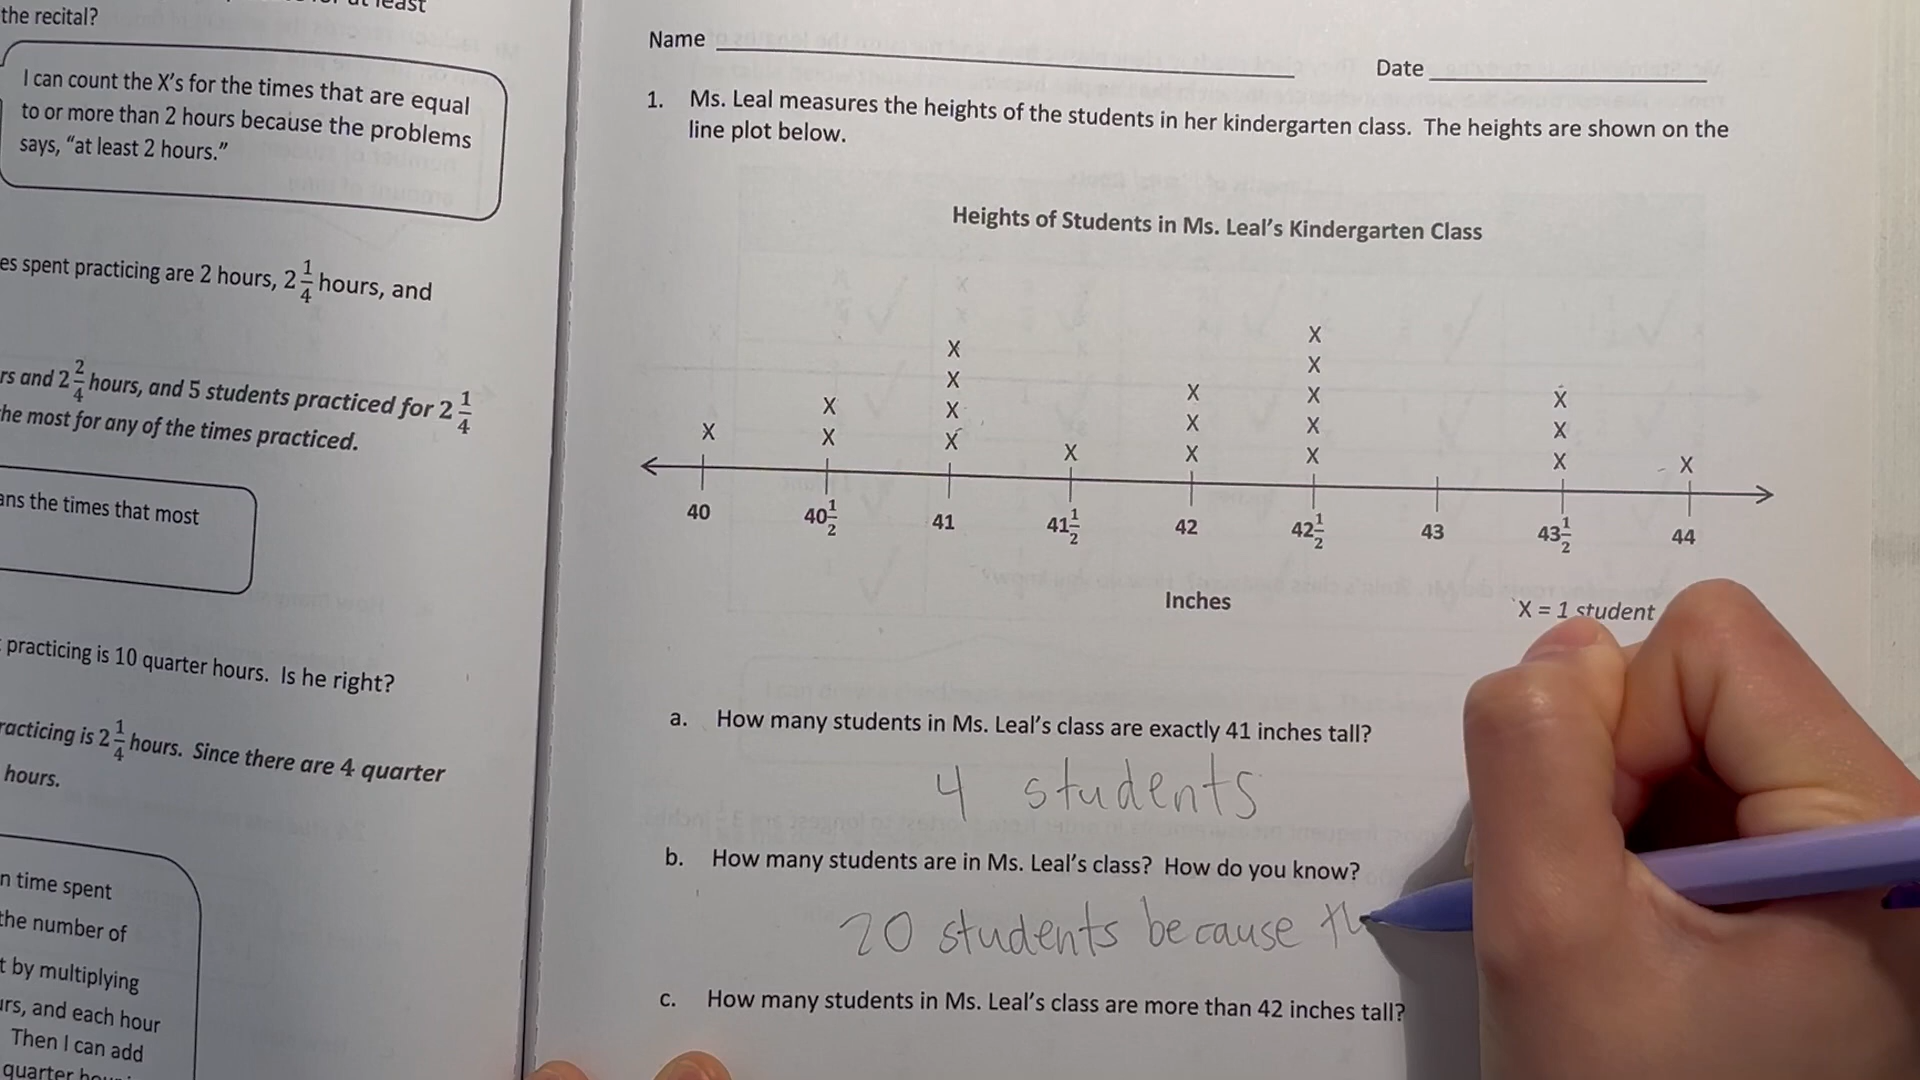 the recital?
I can count the X's for the times that are equal
to or more than 2 hours because the problems
says, "at least 2 hours."
es spent practicing are 2 hours, 2 1/4 hours, and
rs and 2 2/4 hours, and 5 students practiced for 2 1/4
he most for any of the times practiced.
ans the times that most
practicing is 10 quarter hours. Is he right?
racticing is 2 1/4 hours. Since there are 4 quarter
hours.
n time spent
the number of
t by multiplying
urs, and each hour
Then I can add
quarter
Name
Date
1. Ms. Leal measures the heights of the students in her kindergarten class. The heights are shown on the
line plot below.
Heights of Students in Ms. Leal's Kindergarten Class
X
X X
X X
X X X X
X X X X X
X X X X X X X X
40 40 1/2 41 41 1/2 42 42 1/2 43 43 1/2 44
Inches
X = 1 student
a. How many students in Ms. Leal's class are exactly 41 inches tall?
4 students
b. How many students are in Ms. Leal's class? How do you know?
20 students because
c. How many students in Ms. Leal's class are more than 42 inches tall?